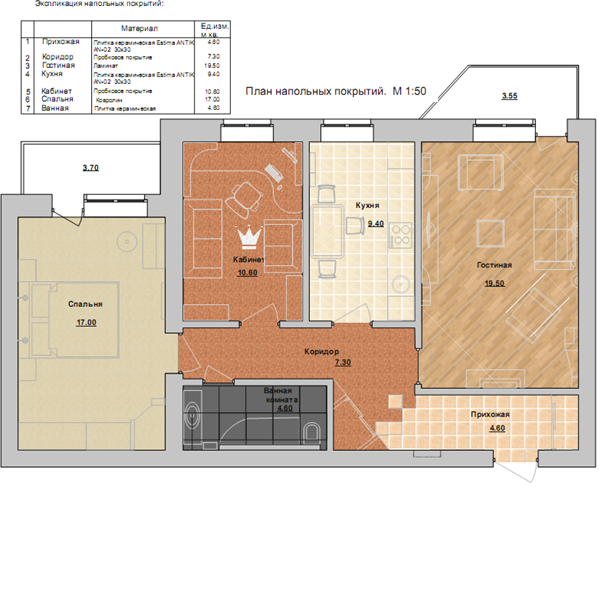 Экспликация напольных покрытий:
Материал Ед.изм. м кв.
1 Прихожая Плитка керамическая Estima ANTIK AN-02 30x30 4.60
2 Коридор Пробковое покрытие 7.30
3 Гостиная Ламинат 19.50
4 Кухня Плитка керамическая Estima ANTIK AN-02 30x30 9.40
5 Кабинет Пробковое покрытие 10.60
6 Спальня Ковролин 17.00
7 Ванная Плитка керамическая 4.60
План напольных покрытий. М 1:50
3.55
3.70
Кухня
9.40
Кабинет
10.60
Гостиная
19.50
Спальня
17.00
Коридор
7.30
Ванная
комната
4.60
Прихожая
4.60